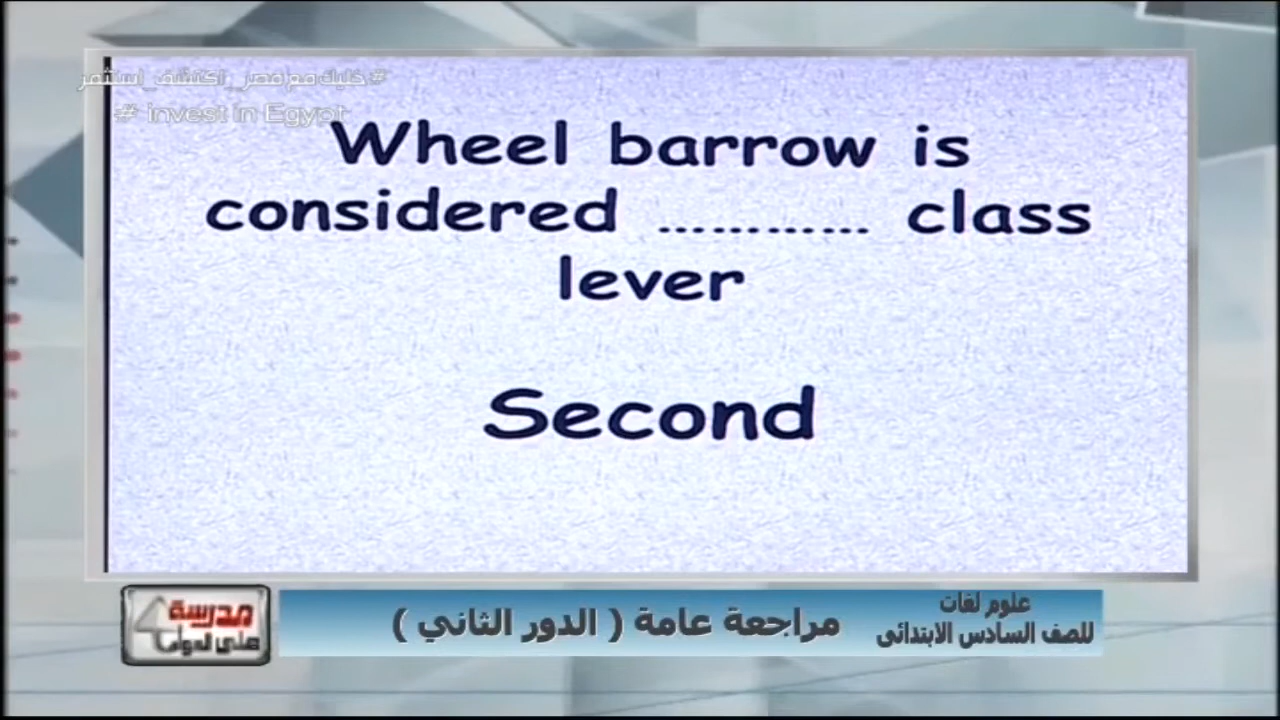 #خليك_مع_مصر_اكتشف_استثمر
# invest in Egypt
Wheel barrow is
considered ............ class
lever
Second
علوم لغات
للصف السادس الابتدائى
مراجعة عامة ( الدور الثاني )
مدرسة
على الهواء